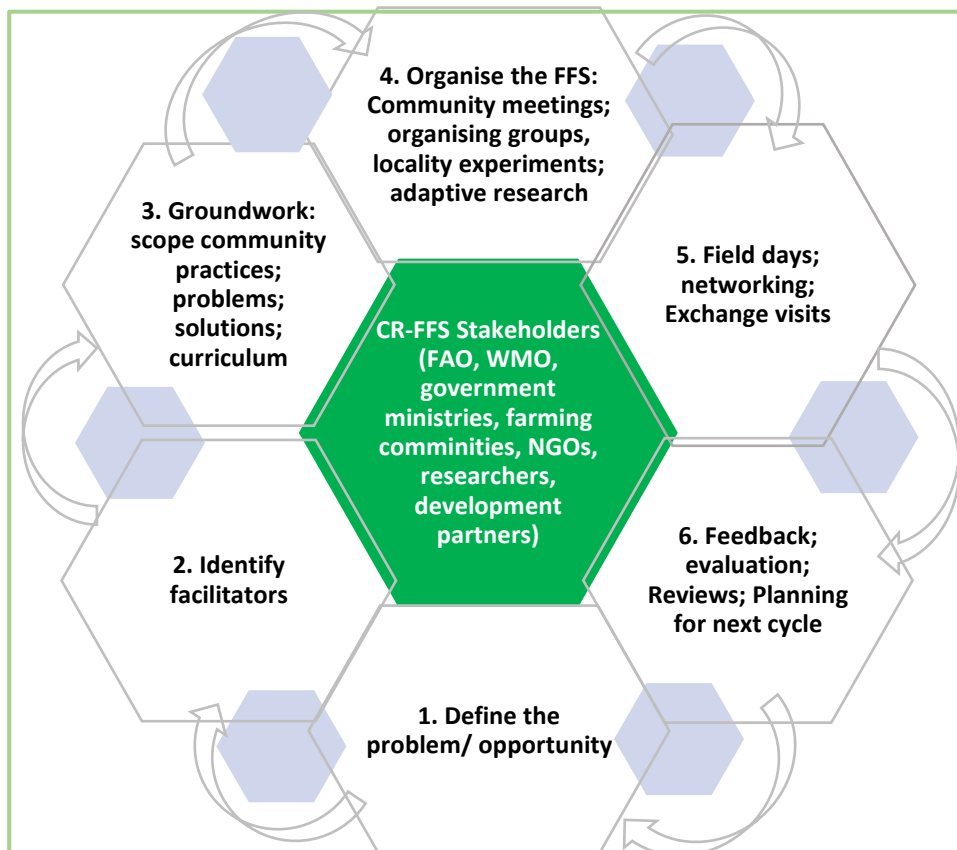 4. Organise the FFS:
Community meetings;
organising groups,
locality experiments;
adaptive research
3. Groundwork:
scope community
practices;
problems;
solutions;
curriculum
5. Field days;
networking;
Exchange visits
CR-FFS Stakeholders
(FAO, WMO,
government
ministries, farming
comminities, NGOs,
researchers,
development
partners)
2. Identify
facilitators
6. Feedback;
evaluation;
Reviews; Planning
for next cycle
1. Define the
problem/ opportunity